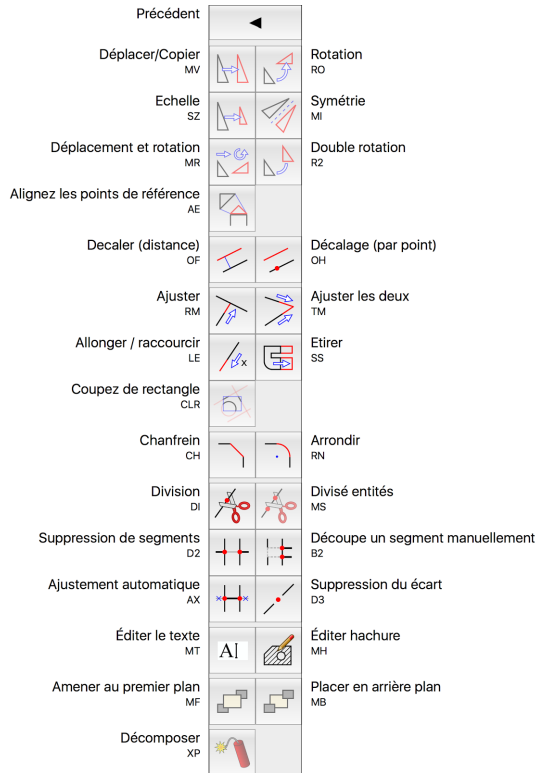 Précédent
Déplacer/Copier
MV
Rotation
RO
Echelle
SZ
Symétrie
MI
Déplacement et rotation
MR
Double rotation
R2
Alignez les points de référence
AE
Decaler (distance)
OF
Décalage (par point)
OH
Ajuster
RM
Ajuster les deux
TM
Allonger / raccourcir
LE
x
Etirer
SS
Coupez de rectangle
CLR
Chanfrein
CH
Arrondir
RN
Division
DI
Divisé entités
MS
Suppression de segments
D2
Découpe un segment manuellement
B2
Ajustement automatique
AX
Suppression du écart
D3
Éditer le texte
MT
AI
Éditer hachure
MH
Amener au premier plan
MF
Placer en arrière plan
MB
Décomposer
XP